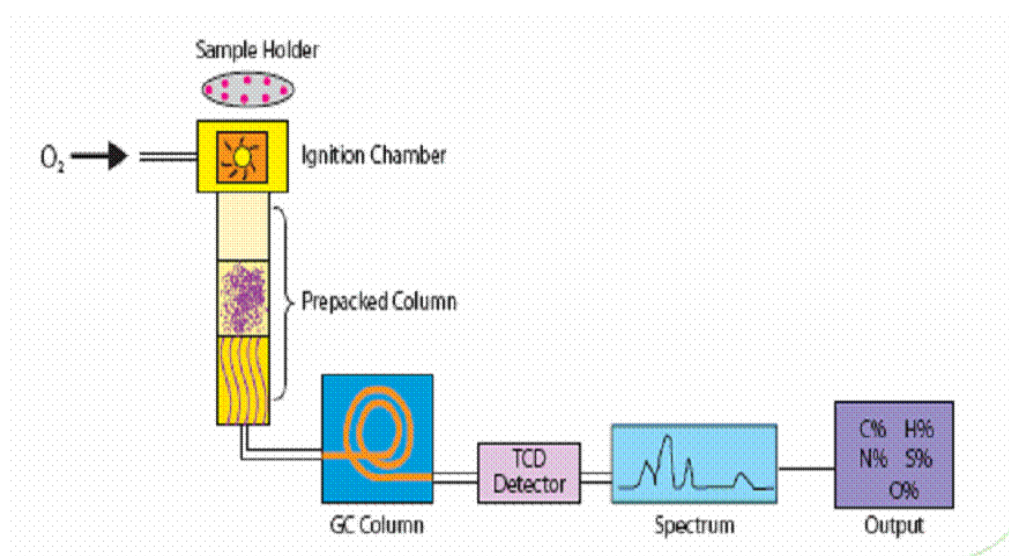 Sample Holder
O₂
Ignition Chamber
Prepacked Column
TCD
Detector
C% H%
N% S%
O%
GC Column
Spectrum
Output